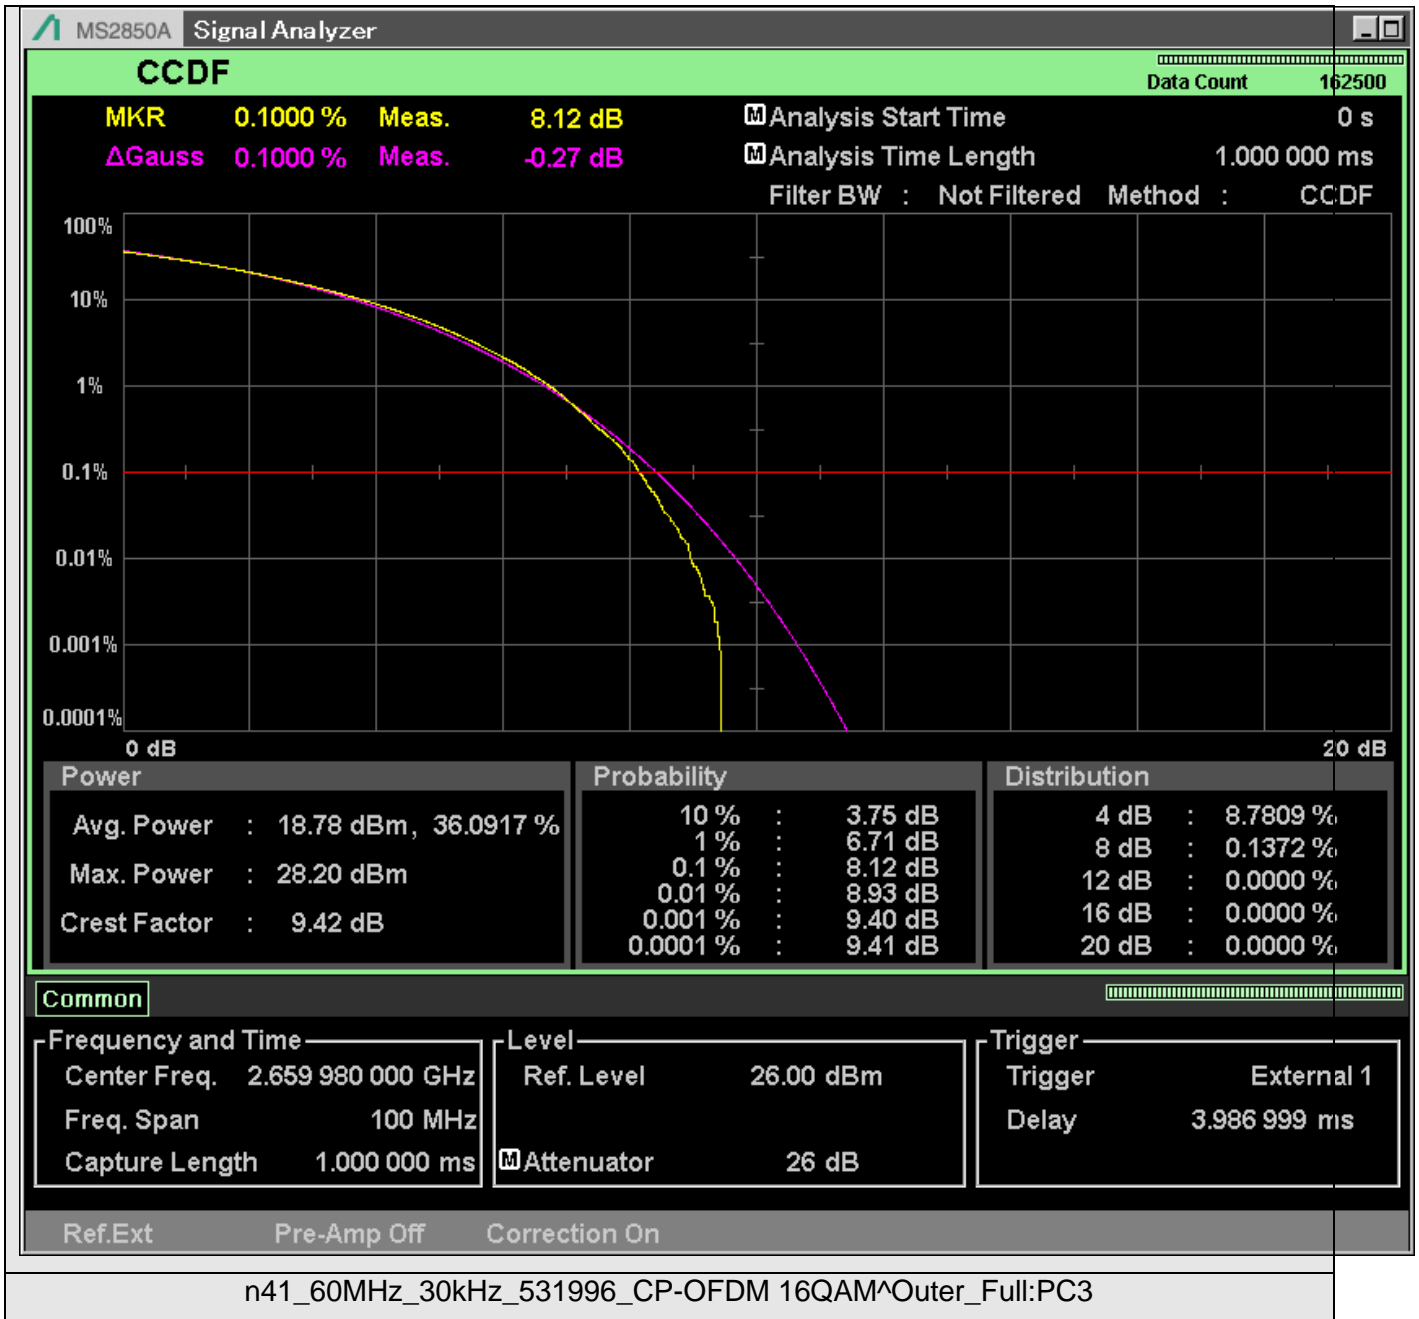 MS2850A Signal Analyzer
CCDF
Data Count 162500
MKR 0.1000 % Meas. 8.12 dB
ΔGauss 0.1000 % Meas. -0.27 dB
M Analysis Start Time 0 s
M Analysis Time Length 1.000 000 ms
Filter BW : Not Filtered Method : CCDF
100%
10%
1%
0.1%
0.01%
0.001%
0.0001%
0 dB 20 dB
Power
Avg. Power : 18.78 dBm, 36.0917 %
Max. Power : 28.20 dBm
Crest Factor : 9.42 dB
Probability
10 % : 3.75 dB
1 % : 6.71 dB
0.1 % : 8.12 dB
0.01 % : 8.93 dB
0.001 % : 9.40 dB
0.0001 % : 9.41 dB
Distribution
4 dB : 8.7809 %
8 dB : 0.1372 %
12 dB : 0.0000 %
16 dB : 0.0000 %
20 dB : 0.0000 %
Common
Frequency and Time
Center Freq. 2.659 980 000 GHz
Freq. Span 100 MHz
Capture Length 1.000 000 ms
Level
Ref. Level 26.00 dBm
M Attenuator 26 dB
Trigger
Trigger External 1
Delay 3.986 999 ms
Ref.Ext Pre-Amp Off Correction On
n41_60MHz_30kHz_531996_CP-OFDM 16QAM^Outer_Full:PC3